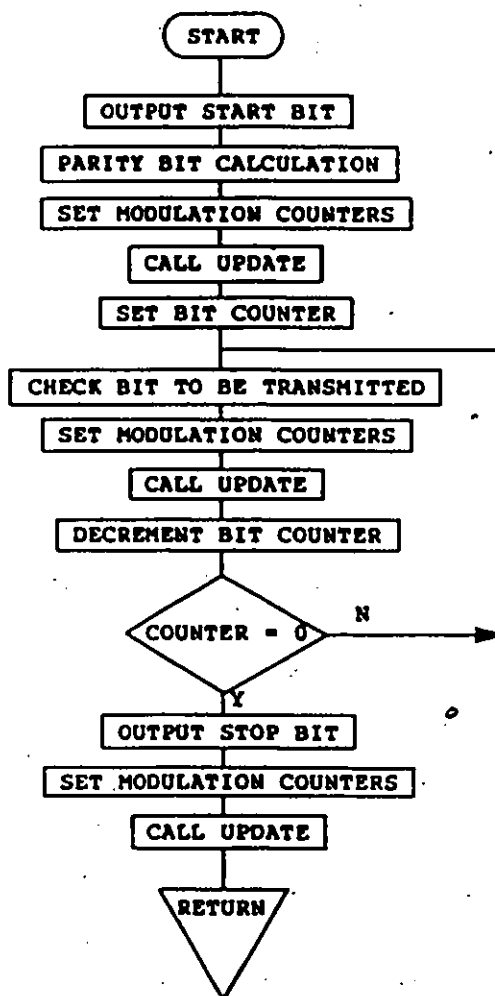 START
OUTPUT START BIT
PARITY BIT CALCULATION
SET MODULATION COUNTERS
CALL UPDATE
SET BIT COUNTER
CHECK BIT TO BE TRANSMITTED
SET MODULATION COUNTERS
CALL UPDATE
DECREMENT BIT COUNTER
COUNTER = 0
N
Y
OUTPUT STOP BIT
SET MODULATION COUNTERS
CALL UPDATE
RETURN